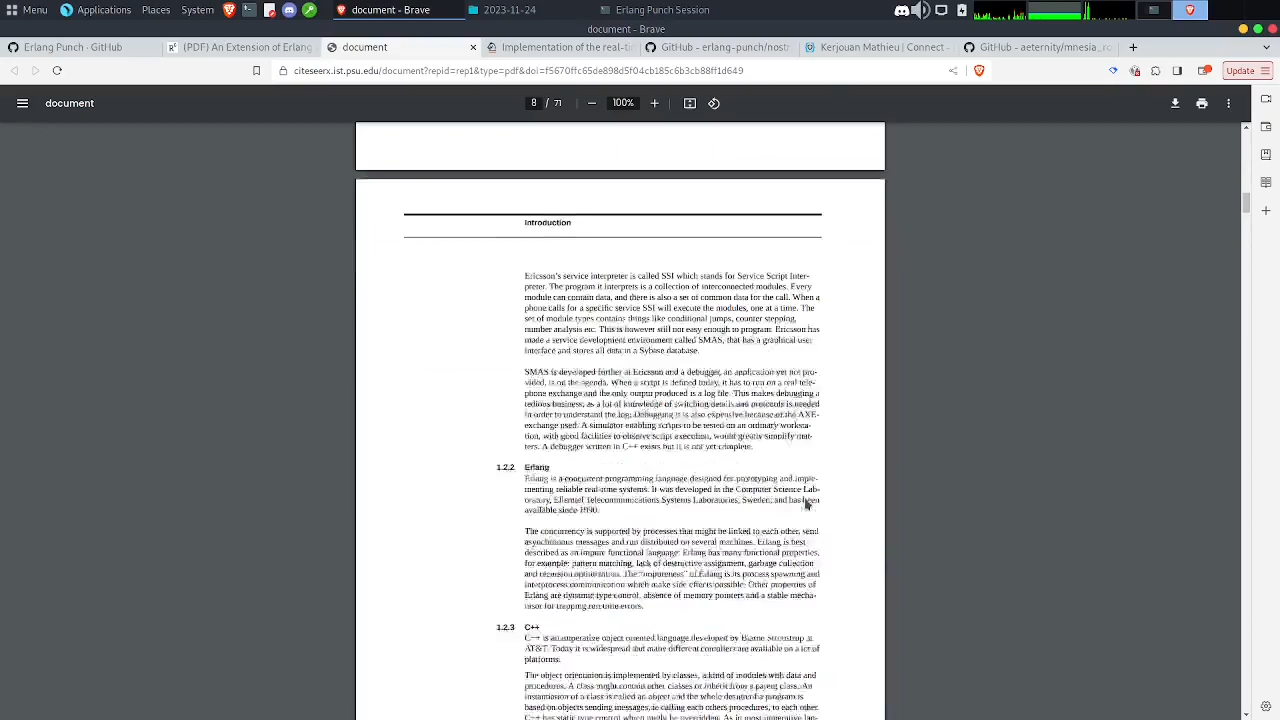 Menu Applications Places System document - Brave 2023-11-24 Erlang Punch Session
document - Brave
Erlang Punch - GitHub (PDF) An Extension of Erlang document Implementation of the real-ti GitHub - erlang-punch/nost Kerjouan Mathieu | Connect - GitHub - aeternity/mnesia_ro
citeseerx.ist.psu.edu/document?repid=rep1&type=pdf&doi=f5670ffc65de898d5f04cb185c6b3cb88ff1d649 Update
document 8 / 71 100%
Introduction
Ericsson's service interpreter is called SSI which stands for Service Script Inter-
preter. The program it interprets is a collection of interconnected modules. Every
module can contain data, and there is also a set of common data for the call. When a
phone calls for a specific service SSI will execute the modules, one at a time. The
set of module types contains things like conditional jumps, counter stepping,
number analysis etc. This is however still not easy enough to program. Ericsson has
made a service development environment called SMAS, that has a graphical user
interface and stores all data in a Sybase database.
SMAS is developed further at Ericsson and a debugger, an application yet not pro-
vided, is on the agenda. When a script is defined today, it has to run on a real tele-
phone exchange and the only output produced is a log file. This makes debugging a
tedious business, as a lot of knowledge of switching details and protocols is needed
in order to understand the log. Debugging it is also expensive because of the AXE-
exchange used. A simulator enabling scripts to be tested on an ordinary worksta-
tion, with good facilities to observe script execution, would greatly simplify mat-
ters. A debugger written in C++ exists but it is not yet complete.
1.2.2 Erlang
Erlang is a concurrent programming language designed for prototyping and imple-
menting reliable real-time systems. It was developed in the Computer Science Lab-
oratory, Ellemtel Telecommunications Systems Laboratories, Sweden, and has been
available since 1990.
The concurrency is supported by processes that might be linked to each other, send
asynchronous messages and run distributed on several machines. Erlang is best
described as an impure functional language. Erlang has many functional properties,
for example: pattern matching, lack of destructive assignment, garbage collection
and recursion optimization. The "impureness" of Erlang is its process spawning and
interprocess communication which make side effects possible. Other properties of
Erlang are dynamic type control, absence of memory pointers and a stable mecha-
nism for trapping run-time errors.
1.2.3 C++
C++ is an imperative object oriented language developed by Bjarne Stroustrup at
AT&T. Today it is widespread and many different compilers are available on a lot of
platforms.
The object orientation is implemented by classes, a kind of modules with data and
procedures. A class might contain other classes or inherit from a parent class. An
instantiation of a class is called an object and the whole design of a program is
based on objects sending messages, ie calling each others procedures, to each other.
C++ has static type control which might be overridden. As in most imperative lan-